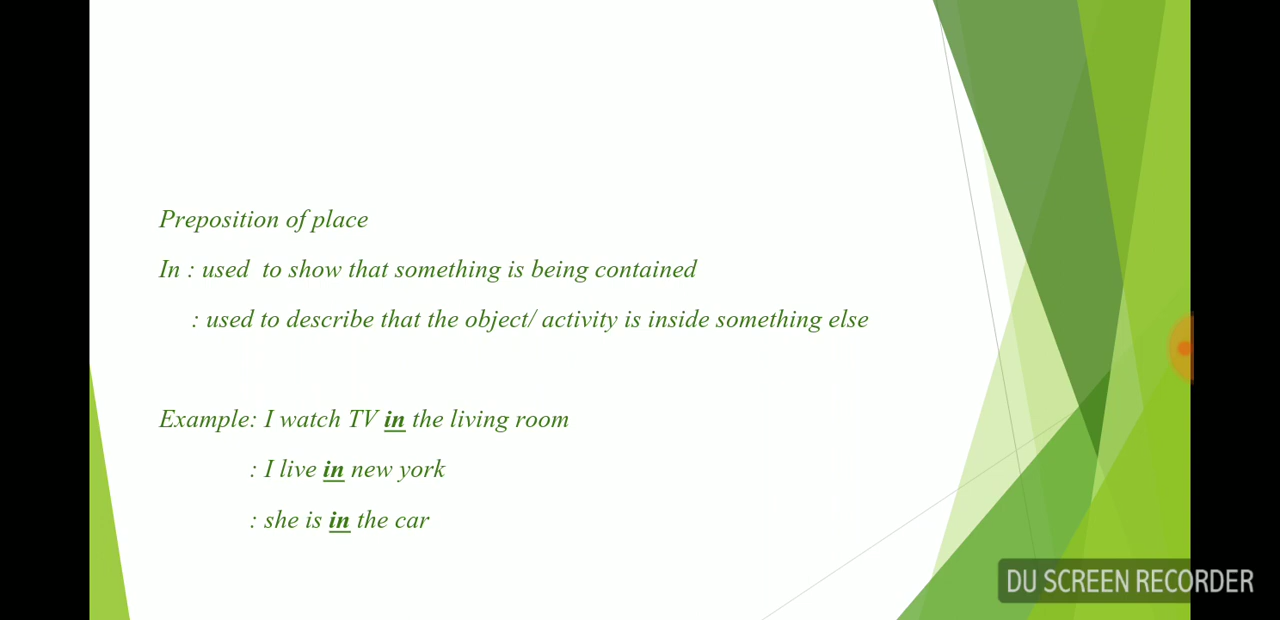 Preposition of place
In : used  to show that something is being contained
: used to describe that the object/ activity is inside something else
Example: I watch TV in the living room
: I live in new york
: she is in the car
DU SCREEN RECORDER